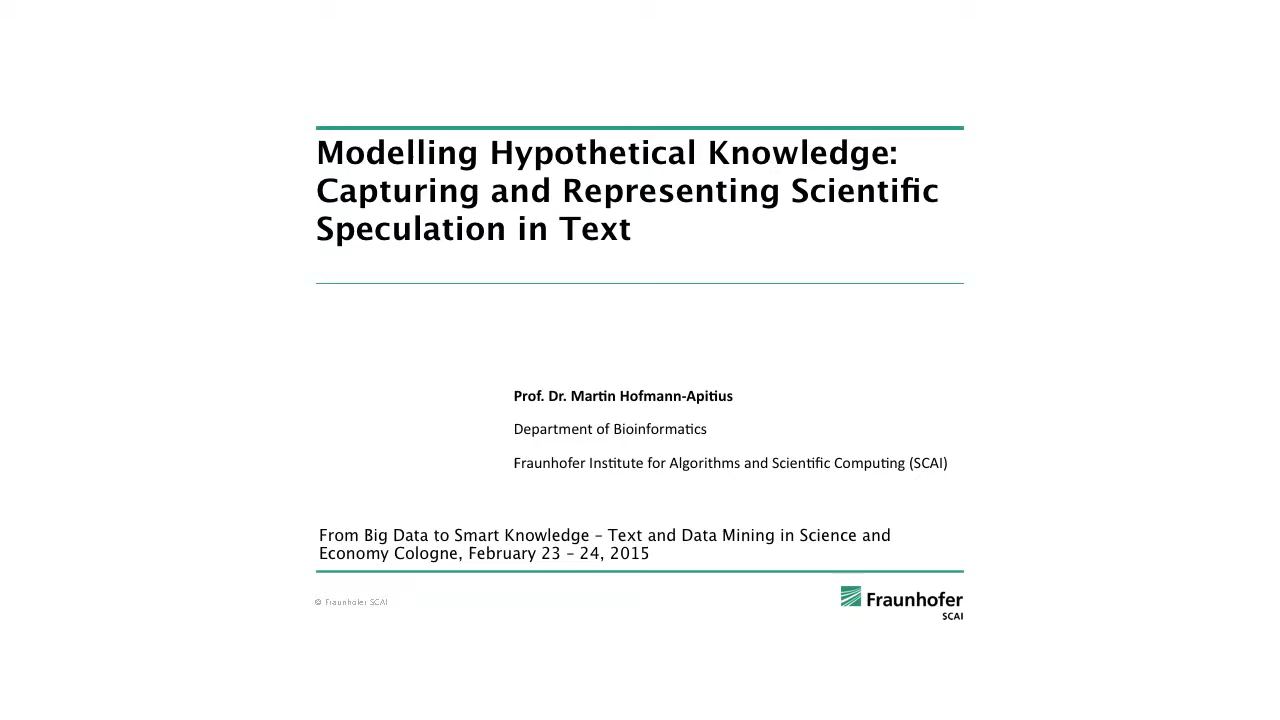 Modelling Hypothetical Knowledge:
Capturing and Representing Scientific
Speculation in Text
Prof. Dr. Martin Hofmann-Apitius
Department of Bioinformatics
Fraunhofer Institute for Algorithms and Scientific Computing (SCAI)
From Big Data to Smart Knowledge – Text and Data Mining in Science and
Economy Cologne, February 23 – 24, 2015
© Fraunhofer SCAI
Fraunhofer
SCAI